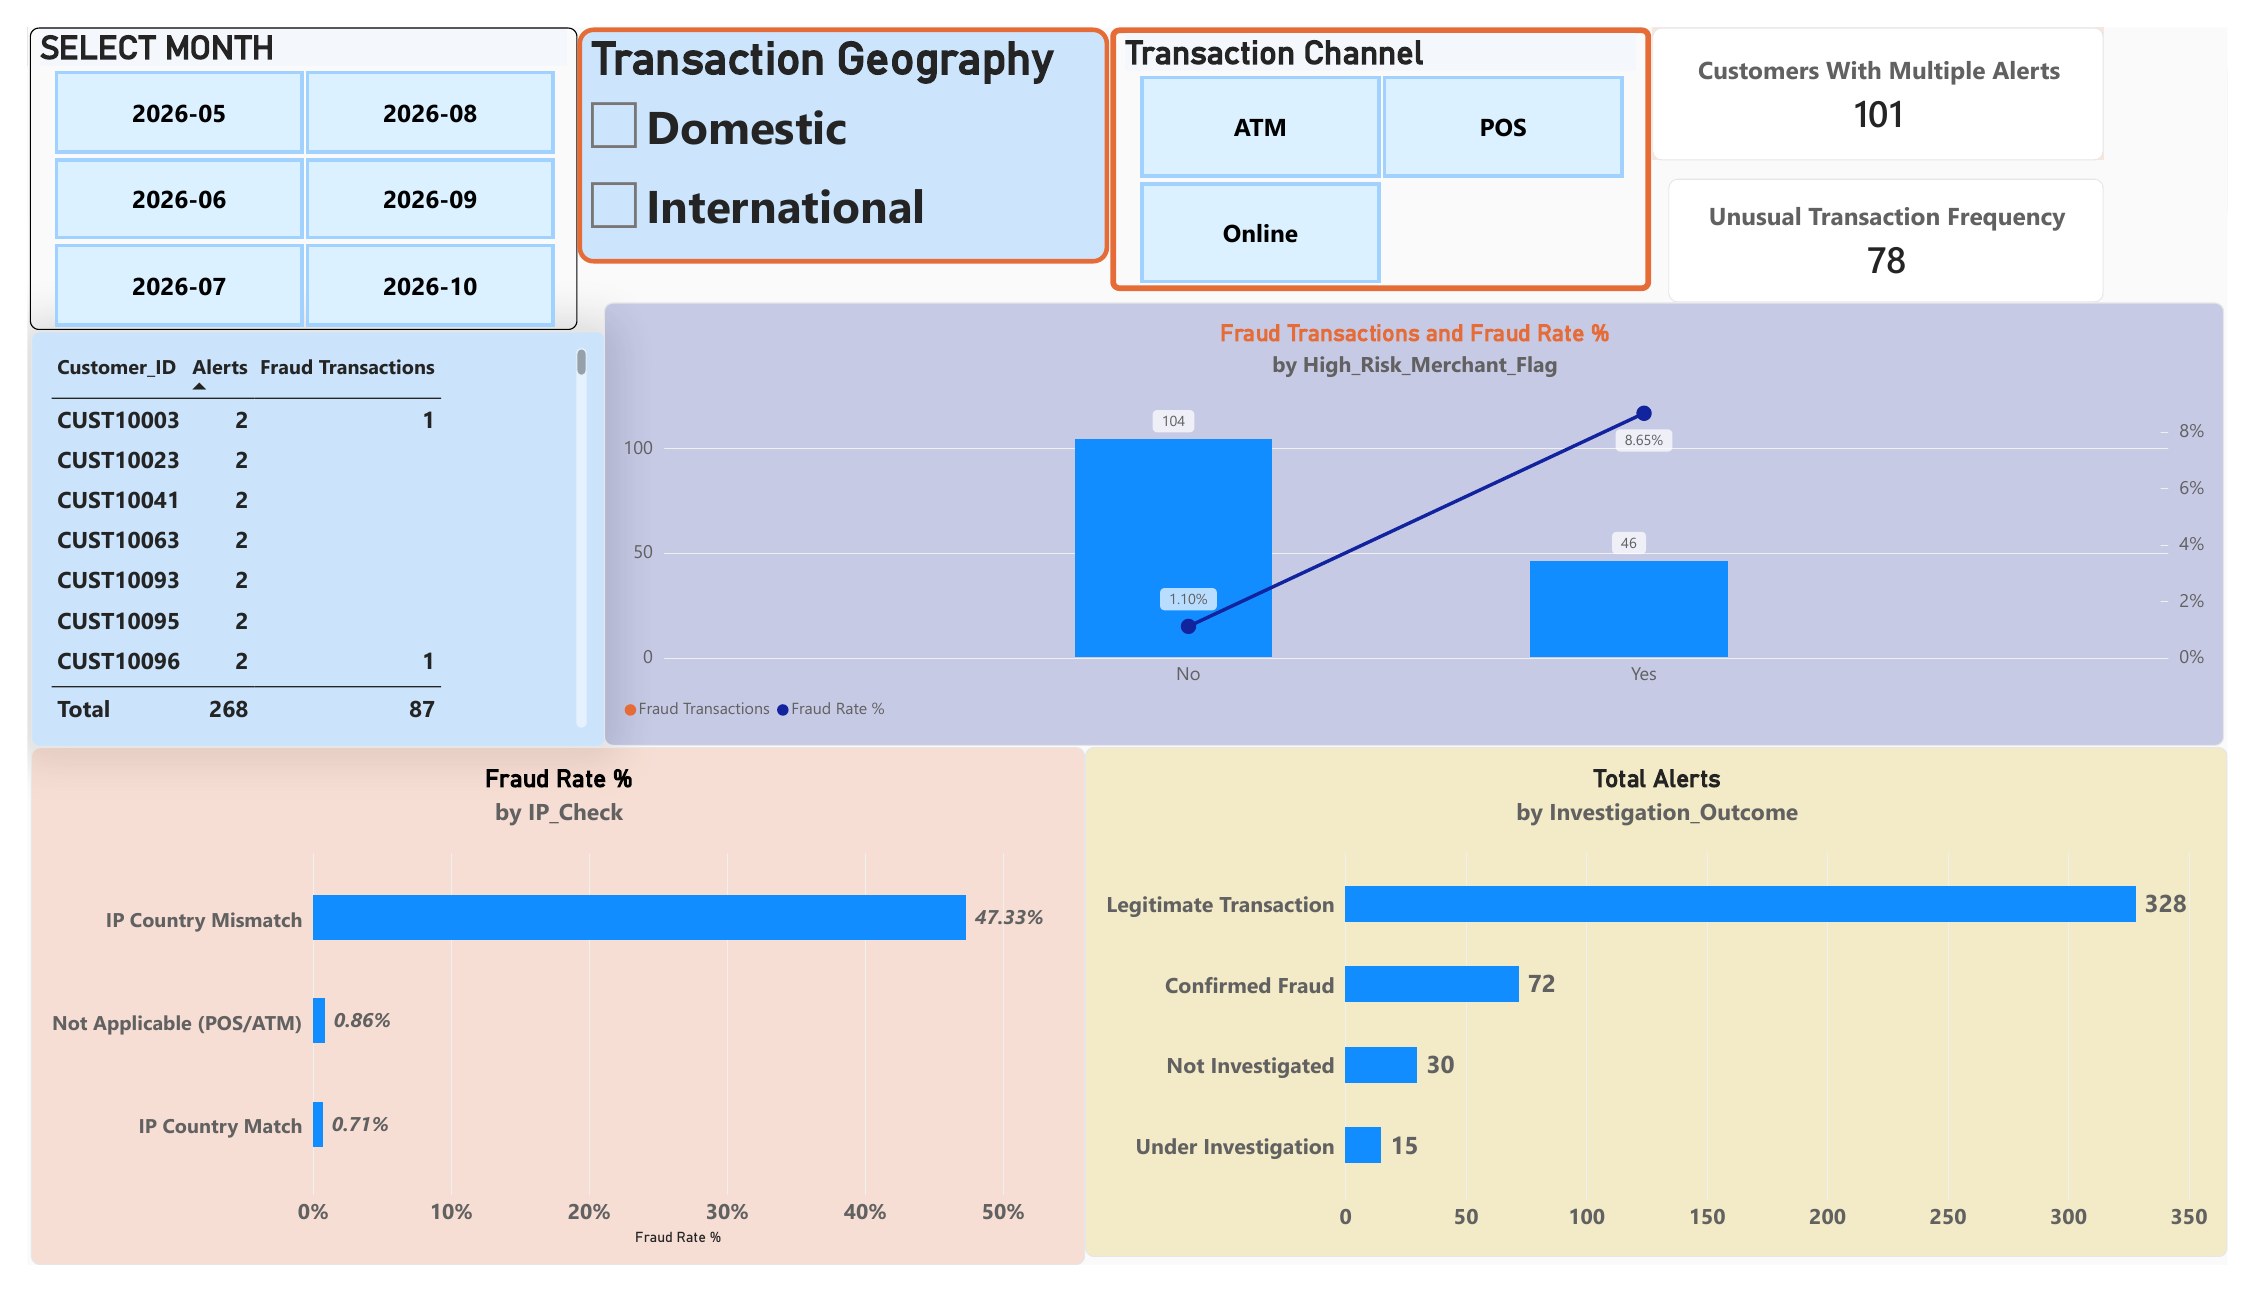 SELECT MONTH
2026-05
2026-08
2026-06
2026-09
2026-07
2026-10
Transaction Geography
Domestic
International
Transaction Channel
ATM
POS
Online
Customers With Multiple Alerts
101
Unusual Transaction Frequency
78
Customer_ID Alerts Fraud Transactions
CUST10003 2 1
CUST10023 2
CUST10041 2
CUST10063 2
CUST10093 2
CUST10095 2
CUST10096 2 1
Total 268 87
Fraud Transactions and Fraud Rate %
by High_Risk_Merchant_Flag
100
50
0
104
1.10%
46
8.65%
8%
6%
4%
2%
0%
No
Yes
Fraud Transactions Fraud Rate %
Fraud Rate %
by IP_Check
IP Country Mismatch 47.33%
Not Applicable (POS/ATM) 0.86%
IP Country Match 0.71%
0% 10% 20% 30% 40% 50%
Fraud Rate %
Total Alerts
by Investigation_Outcome
Legitimate Transaction 328
Confirmed Fraud 72
Not Investigated 30
Under Investigation 15
0 50 100 150 200 250 300 350